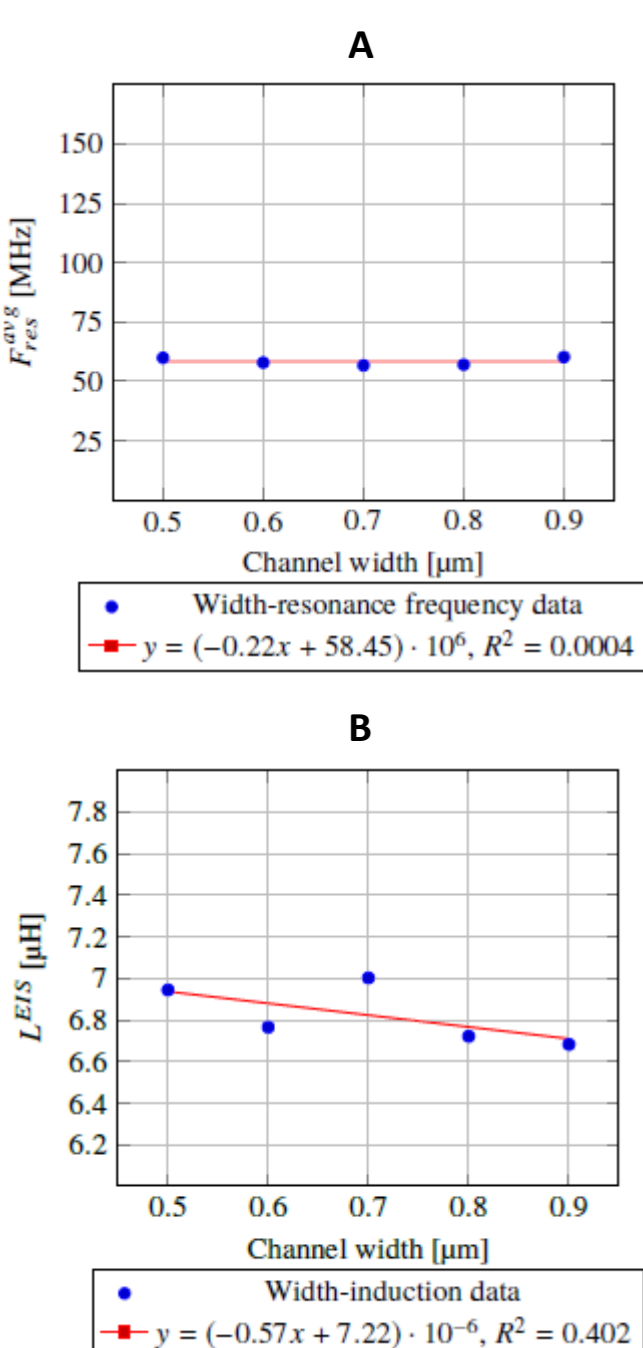 A
150
125
100
75
50
25
F_{res}^{avg} [MHz]
0.5 0.6 0.7 0.8 0.9
Channel width [µm]
Width-resonance frequency data
y = (−0.22x + 58.45) · 10⁶, R² = 0.0004
B
7.8
7.6
7.4
7.2
7
6.8
6.6
6.4
6.2
L^{EIS} [µH]
0.5 0.6 0.7 0.8 0.9
Channel width [µm]
Width-induction data
y = (−0.57x + 7.22) · 10⁻⁶, R² = 0.402